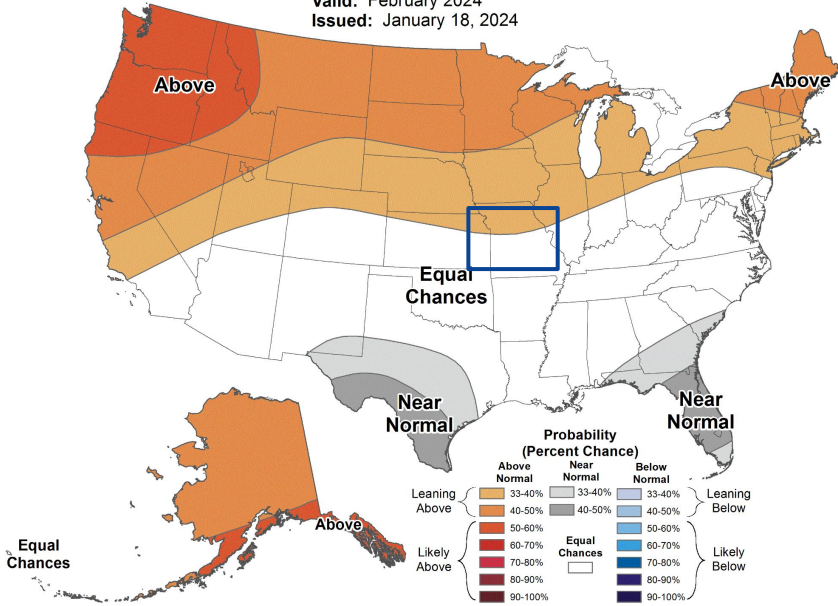 Valid: February 2024
Issued: January 18, 2024
Above
Above
Equal
Chances
Near
Normal
Near
Normal
Above
Equal
Chances
Probability
(Percent Chance)
Above
Normal
Near
Normal
Below
Normal
Leaning
Above
33-40%
33-40%
33-40%
Leaning
Below
40-50%
40-50%
40-50%
50-60%
50-60%
Likely
Above
60-70%
Equal
Chances
60-70%
Likely
Below
70-80%
70-80%
80-90%
80-90%
90-100%
90-100%